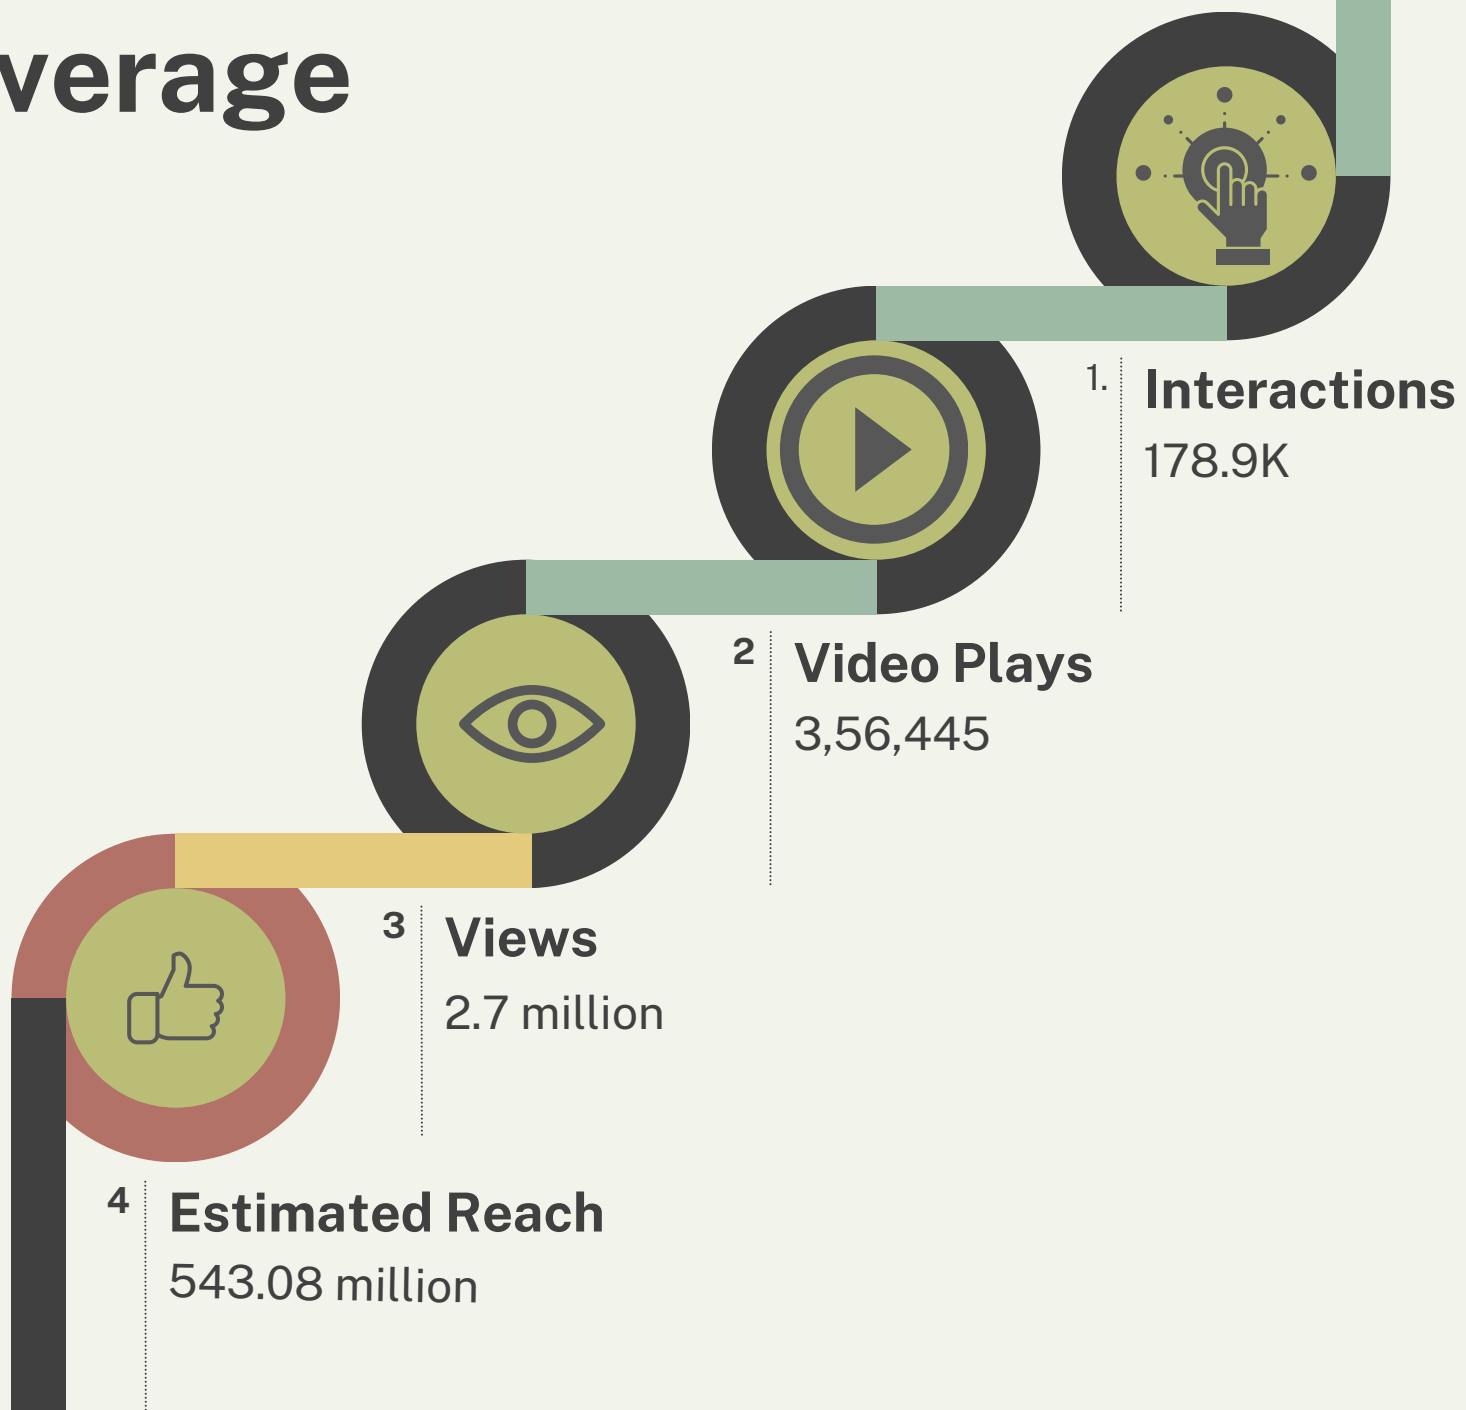 verage
1.
Interactions
178.9K
2
Video Plays
3,56,445
3
Views
2.7 million
4
Estimated Reach
543.08 million